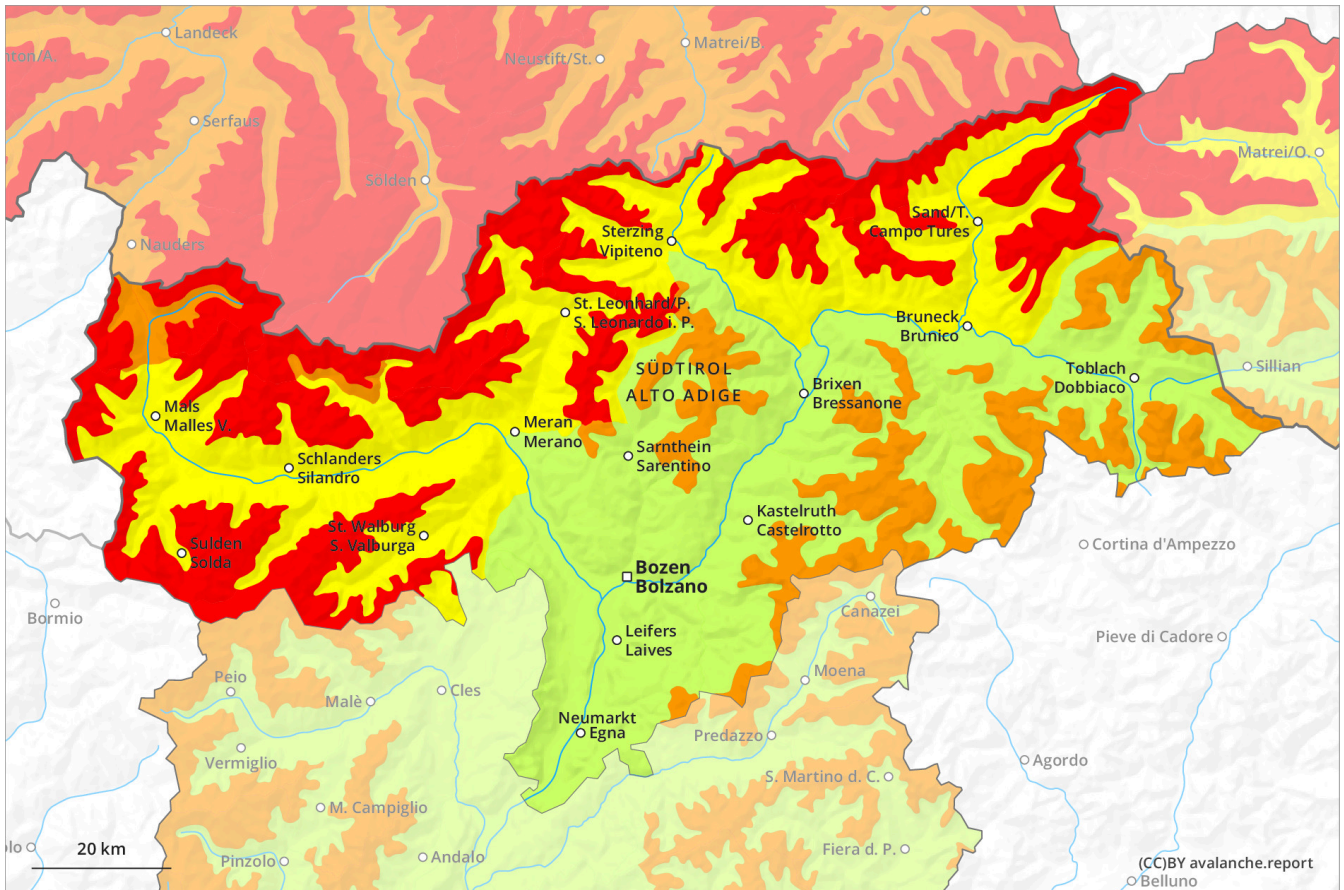 Landeck
Matrei/B.
nton/A.
Neustift/St.
Serfaus
Matrei/O.
Sölden
Sand/T.
Campo Tures
Sterzing
Vipiteno
Nauders
St. Leonhard/P.
S. Leonardo i. P.
Bruneck
Brunico
SÜDTIROL
ALTO ADIGE
Toblach
Dobbiaco
Sillian
Brixen
Bressanone
Mals
Malles V.
Meran
Merano
Sarnthein
Sarentino
Schlanders
Silandro
Kastelruth
Castelrotto
St. Walburg
S. Valburga
Sulden
Solda
Cortina d'Ampezzo
Bozen
Bolzano
Bormio
Canazei
Leifers
Laives
Pieve di Cadore
Peio
Moena
Malè
Cles
Neumarkt
Egna
Predazzo
Vermiglio
Agordo
S. Martino d. C.
M. Campiglio
20 km
olo
Pinzolo
Andalo
Fiera d. P.
(CC)BY avalanche.report
Belluno